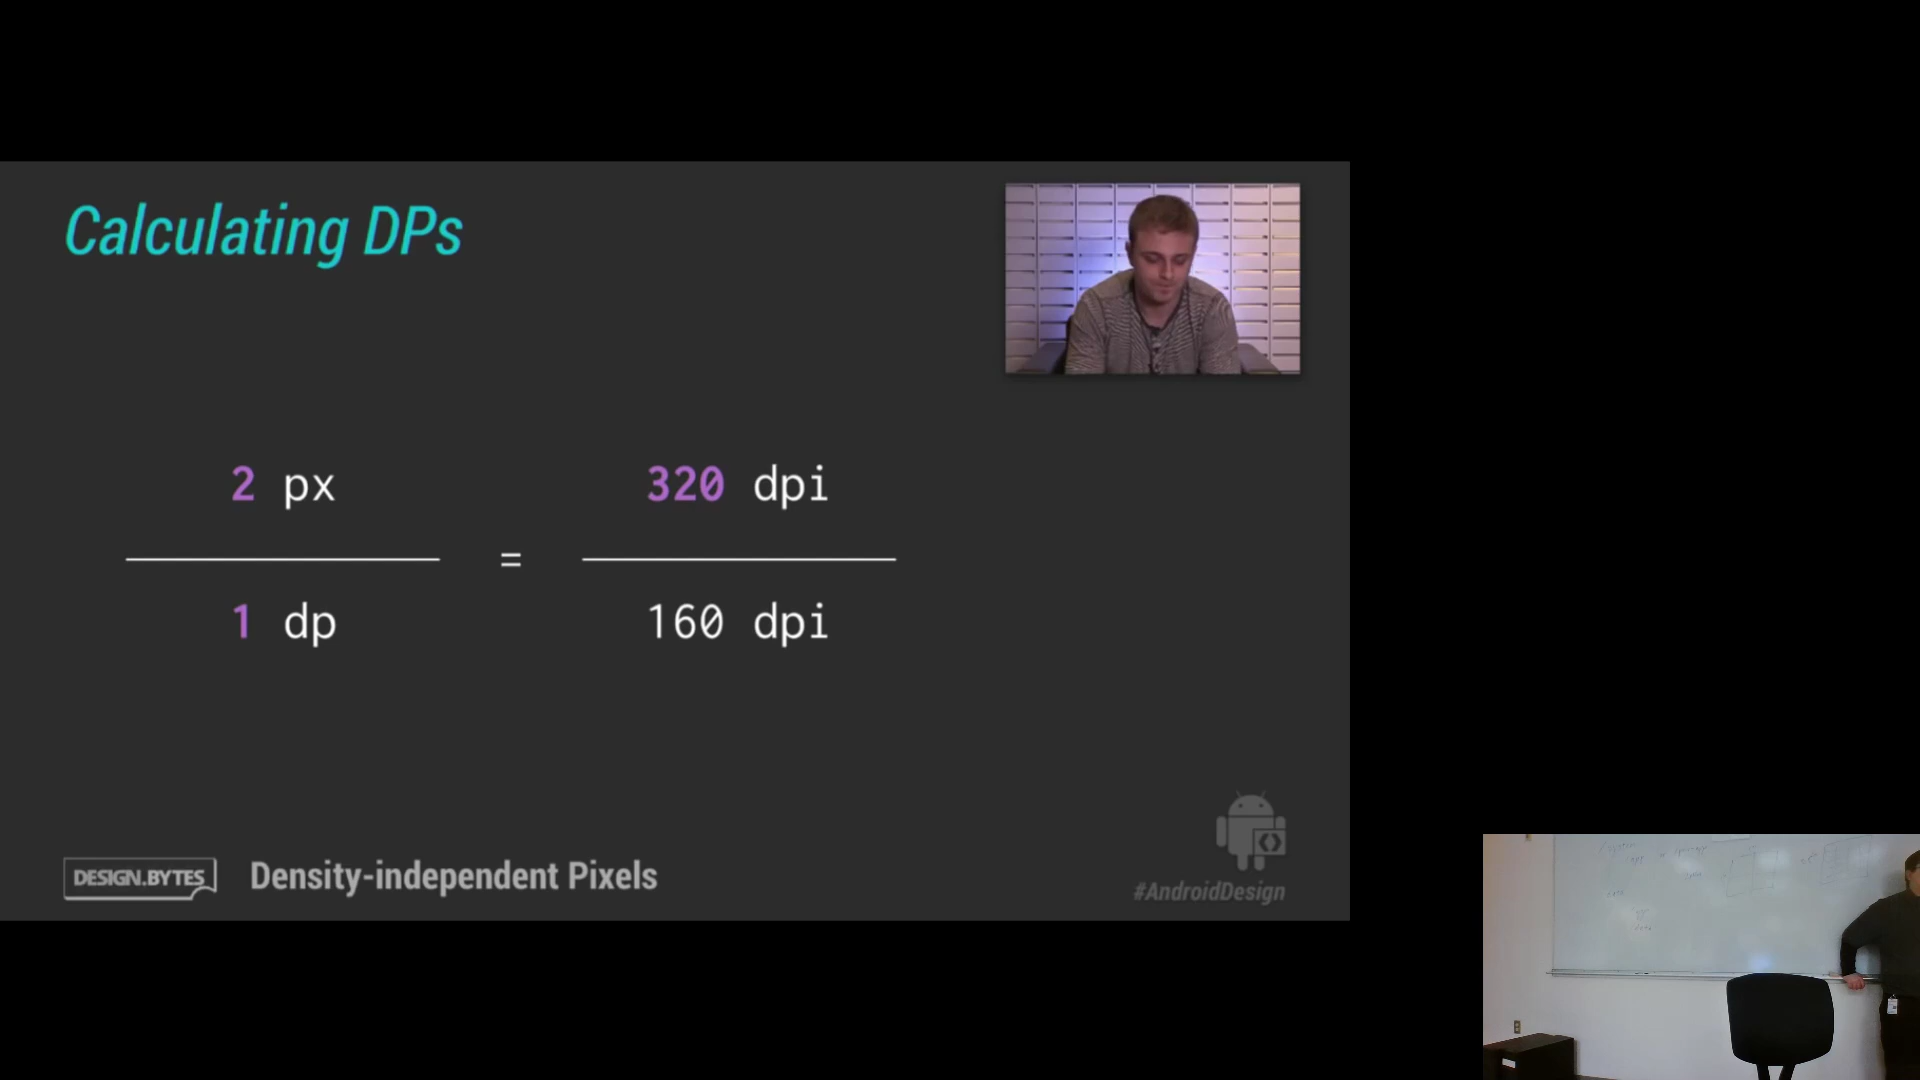 Calculating DPs
2 px = 320 dpi
1 dp 160 dpi
DESIGN.BYTES Density-independent Pixels
#AndroidDesign